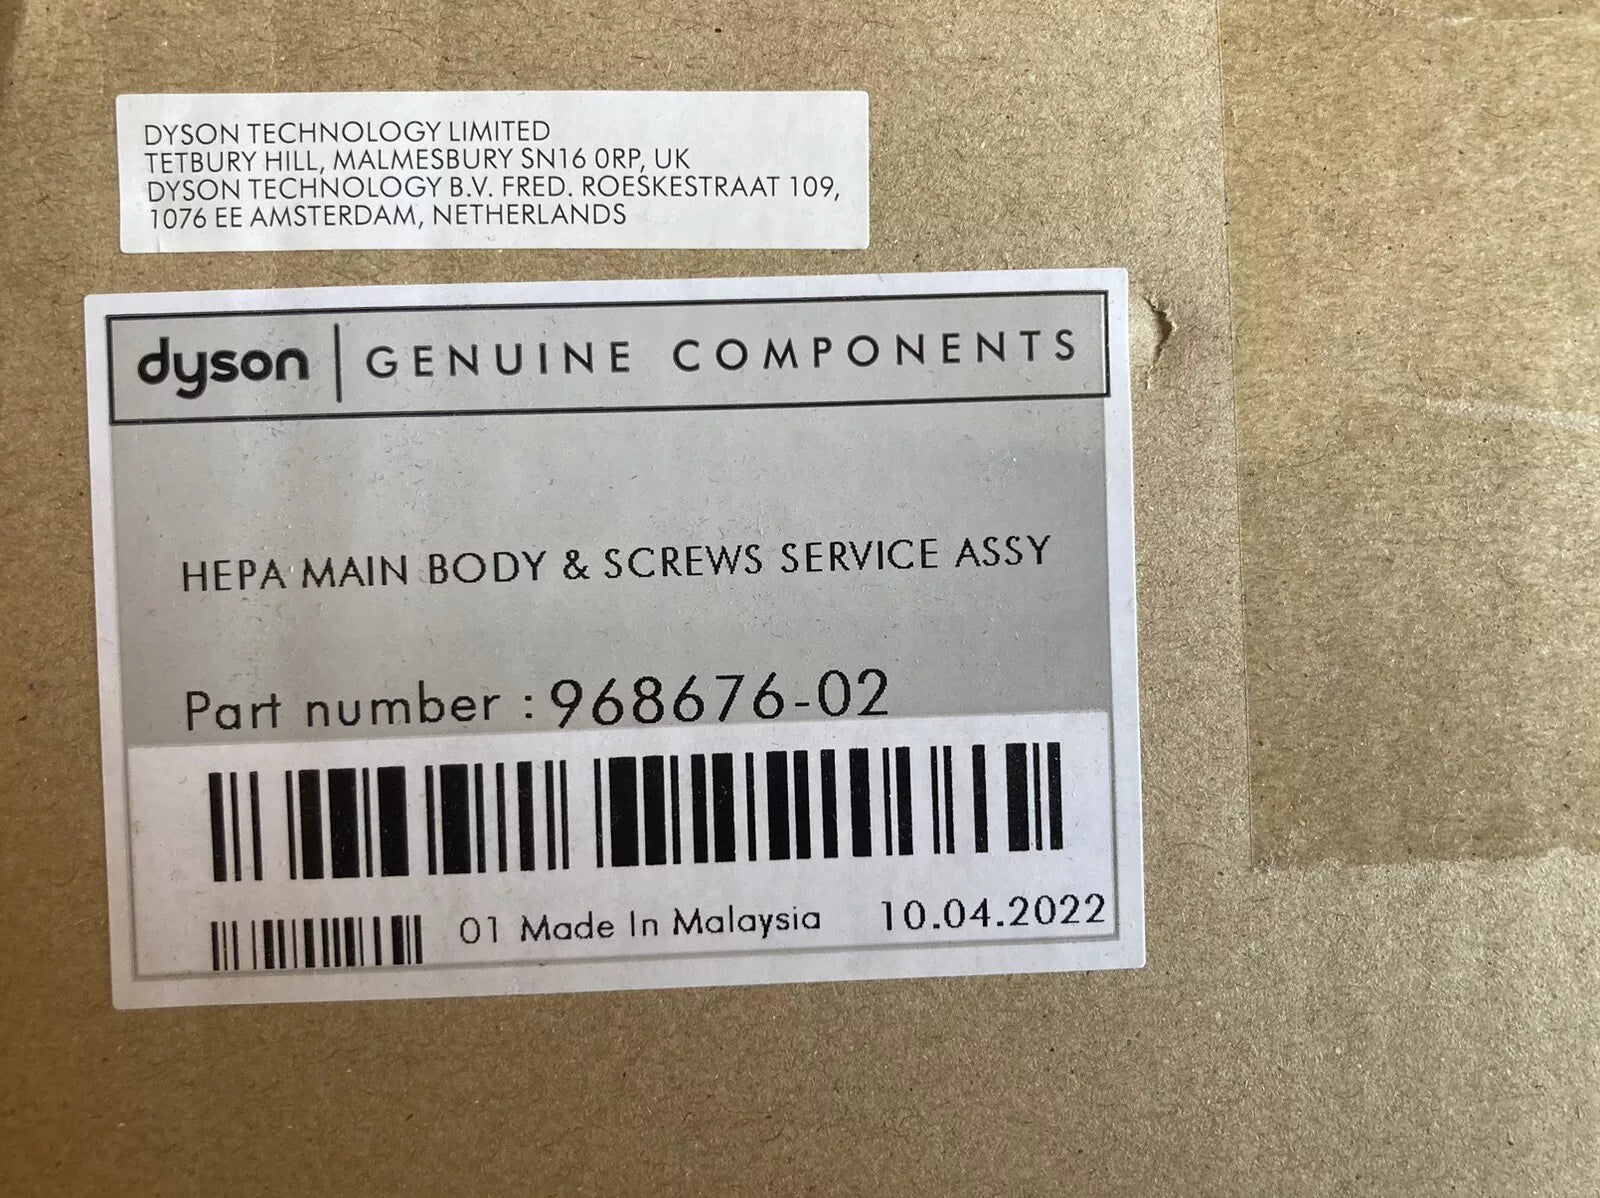 DYSON TECHNOLOGY LIMITED
TETBURY HILL, MALMESBURY SN16 0RP, UK
DYSON TECHNOLOGY B.V. FRED. ROESKESTRAAT 109,
1076 EE AMSTERDAM, NETHERLANDS
dyson | GENUINE COMPONENTS
HEPA MAIN BODY & SCREWS SERVICE ASSY
Part number : 968676-02
01 Made In Malaysia 10.04.2022